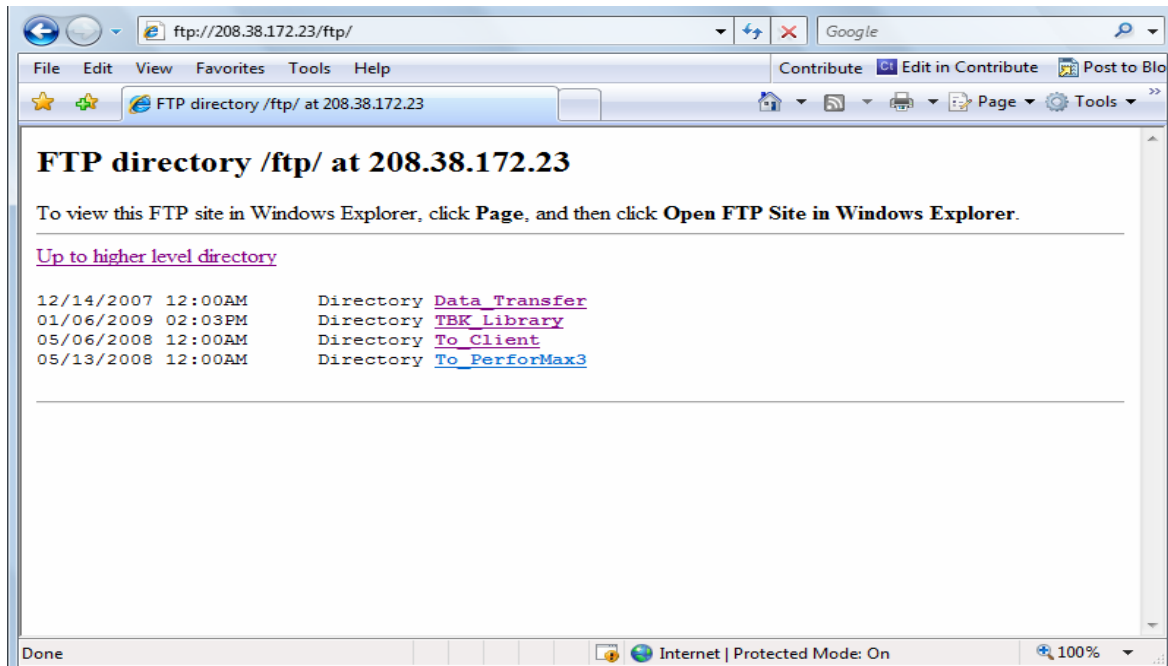 ftp://208.38.172.23/ftp/ Google
File Edit View Favorites Tools Help Contribute Ct Edit in Contribute Post to Blo
FTP directory /ftp/ at 208.38.172.23 Page Tools »
FTP directory /ftp/ at 208.38.172.23
To view this FTP site in Windows Explorer, click Page, and then click Open FTP Site in Windows Explorer.
Up to higher level directory
12/14/2007 12:00AM Directory Data_Transfer
01/06/2009 02:03PM Directory TBK_Library
05/06/2008 12:00AM Directory To_Client
05/13/2008 12:00AM Directory To_PerforMax3
Done Internet | Protected Mode: On 100%